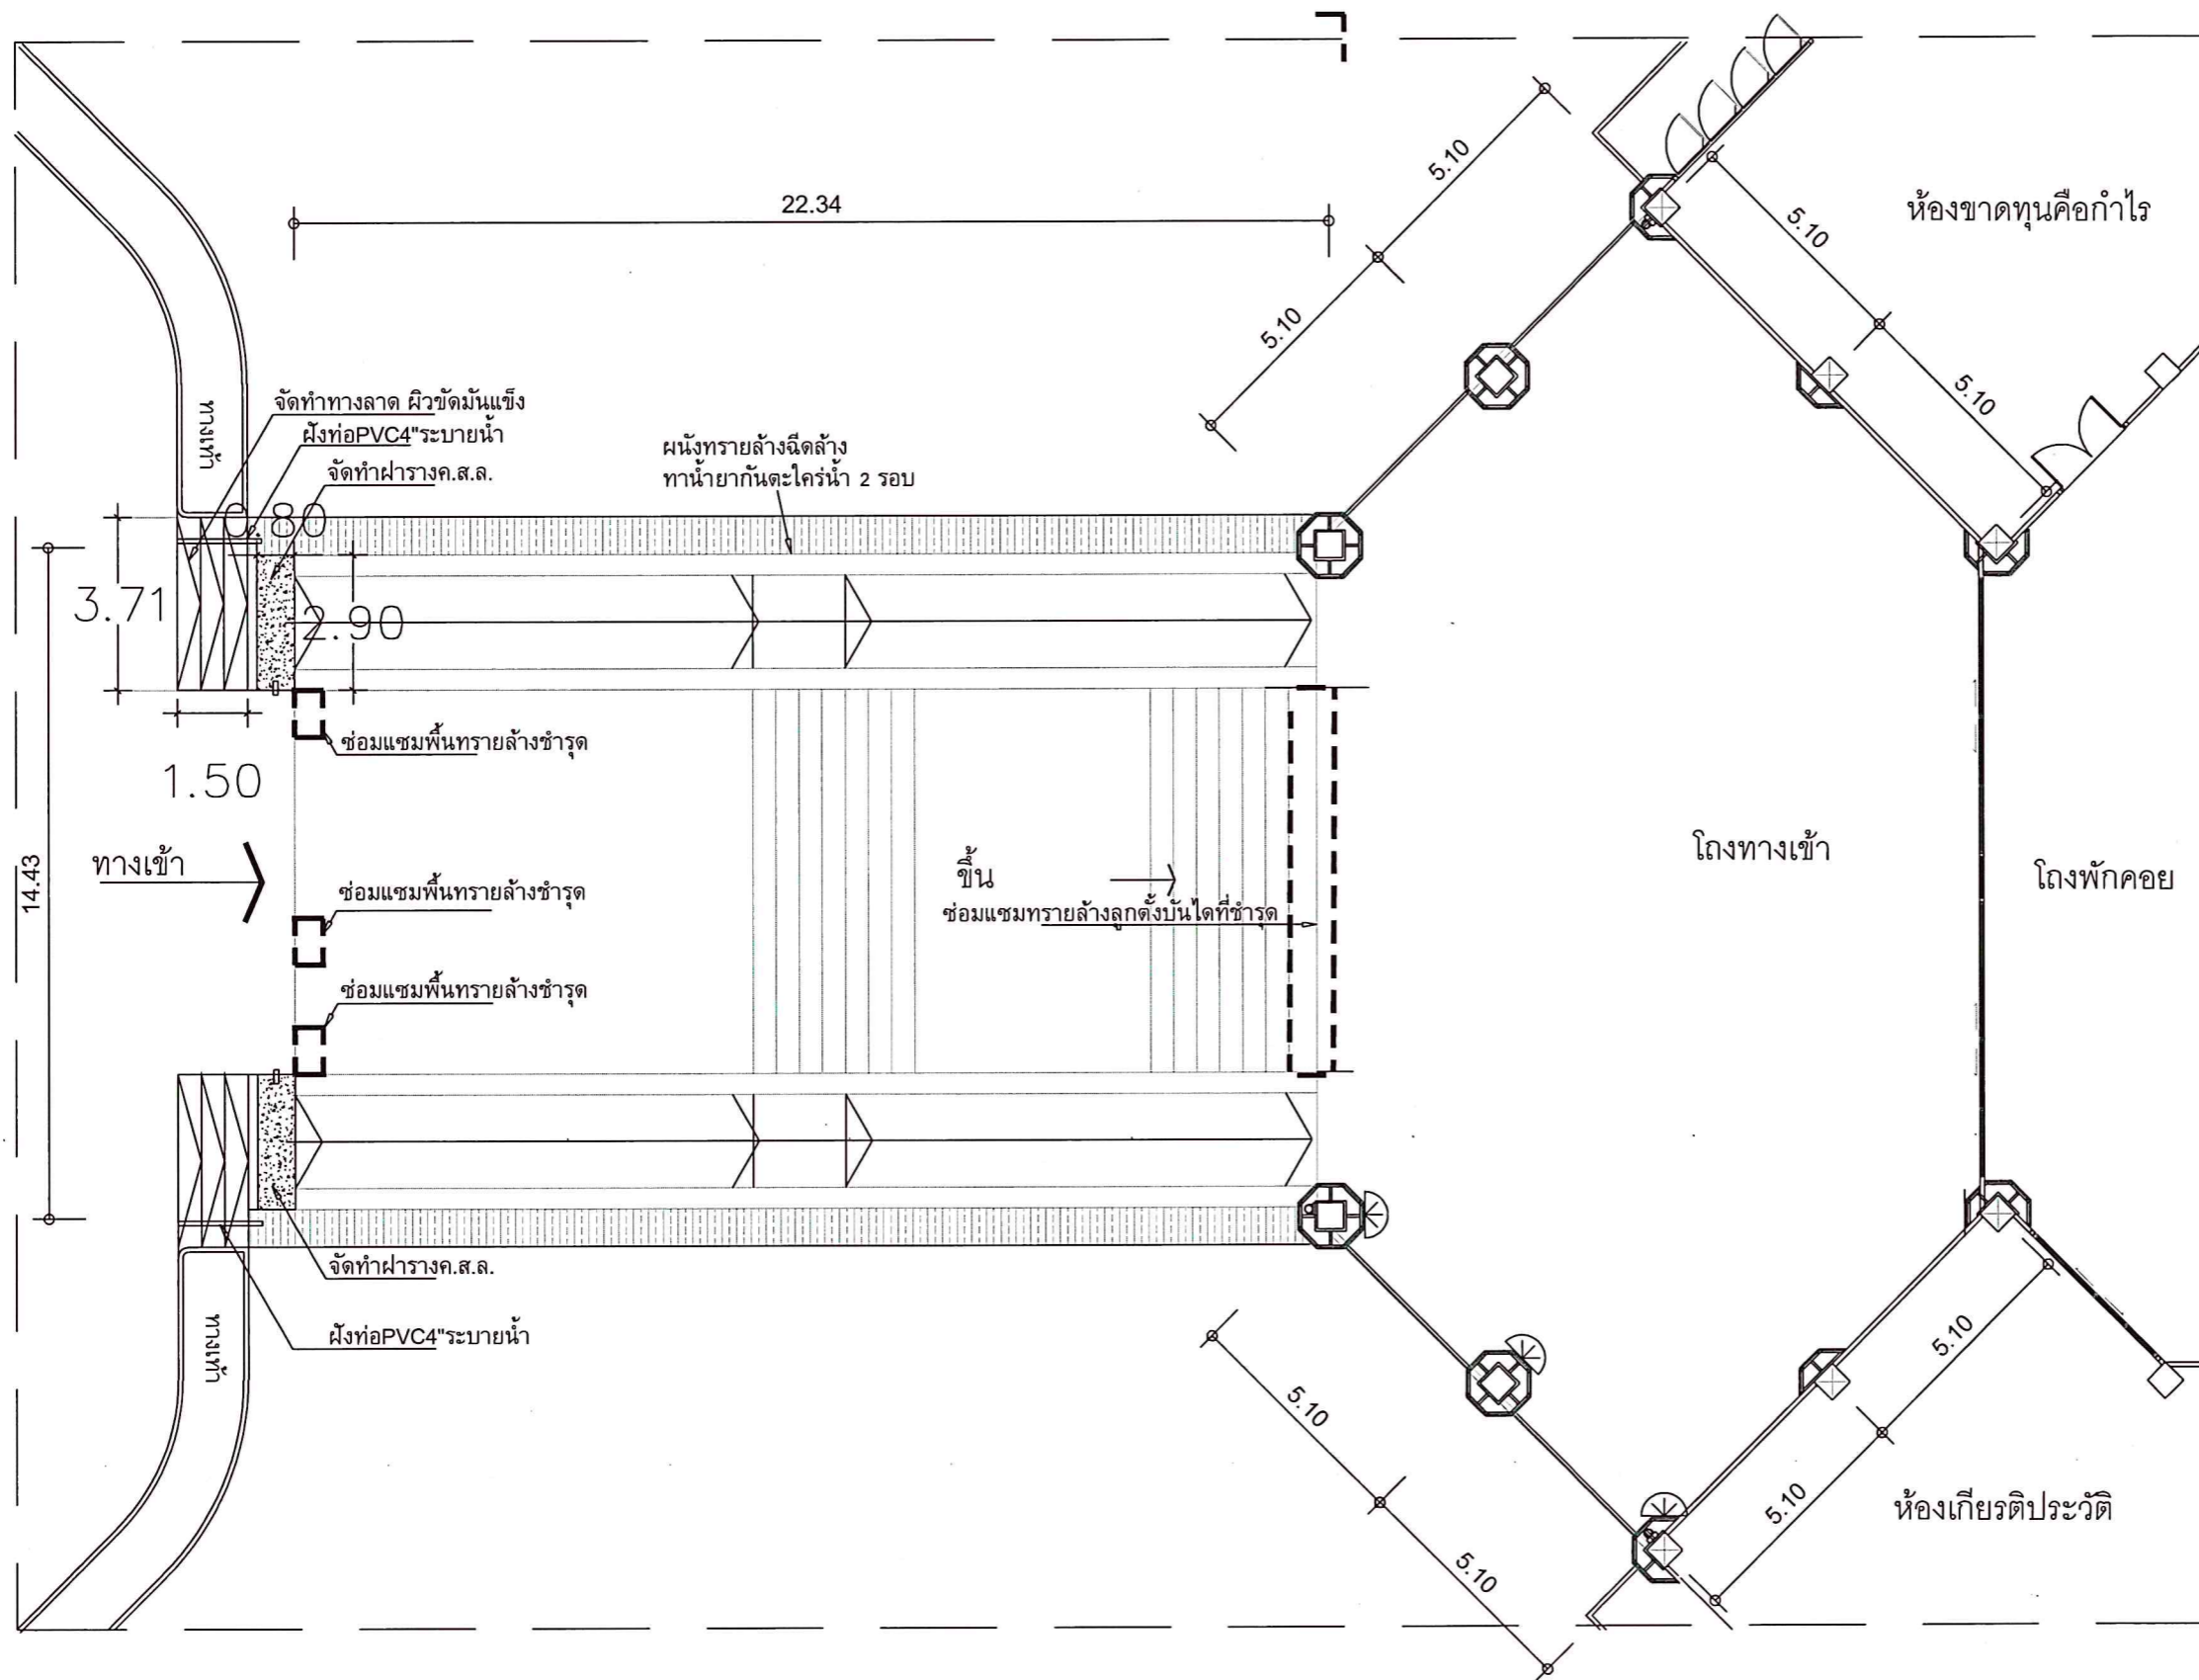 22.34
5.10
5.10
5.10
5.10
ห้องขาดทุนคือกำไร
ทางเท้า
จัดทำทางลาด ผิวขัดมันแข็ง
ฝังท่อPVC4"ระบายน้ำ
จัดทำฝารางค.ส.ล.
ผนังทรายล้างฉีดล้าง
ทาน้ำยากันตะไคร่น้ำ 2 รอบ
0.80
3.71
2.90
ซ่อมแซมพื้นทรายล้างชำรุด
1.50
ทางเข้า
14.43
ซ่อมแซมพื้นทรายล้างชำรุด
ขึ้น
ซ่อมแซมทรายล้างลูกตั้งบันไดที่ชำรุด
โถงทางเข้า
โถงพักคอย
ซ่อมแซมพื้นทรายล้างชำรุด
จัดทำฝารางค.ส.ล.
ฝังท่อPVC4"ระบายน้ำ
ทางเท้า
5.10
5.10
5.10
5.10
ห้องเกียรติประวัติ